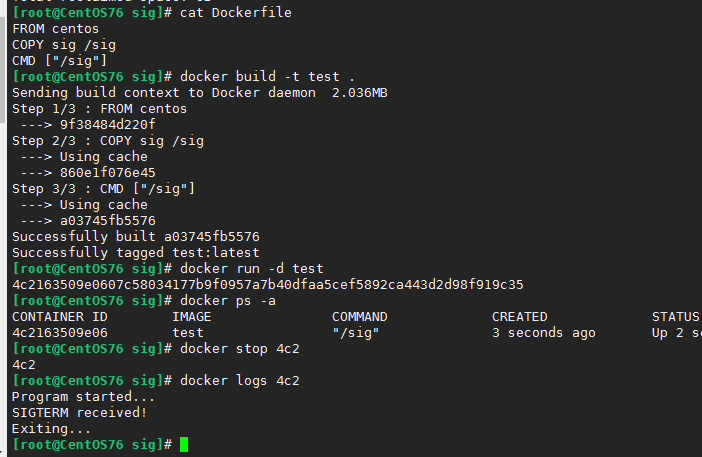 [root@CentOS76 sig]# cat Dockerfile
FROM centos
COPY sig /sig
CMD ["/sig"]
[root@CentOS76 sig]# docker build -t test .
Sending build context to Docker daemon  2.036MB
Step 1/3 : FROM centos
 ---> 9f38484d220f
Step 2/3 : COPY sig /sig
 ---> Using cache
 ---> 860e1f076e45
Step 3/3 : CMD ["/sig"]
 ---> Using cache
 ---> a03745fb5576
Successfully built a03745fb5576
Successfully tagged test:latest
[root@CentOS76 sig]# docker run -d test
4c2163509e0607c58034177b9f0957a7b40dfaa5cef5892ca443d2d98f919c35
[root@CentOS76 sig]# docker ps -a
CONTAINER ID        IMAGE               COMMAND             CREATED             STATUS
4c2163509e06        test                "/sig"              3 seconds ago       Up 2 s
[root@CentOS76 sig]# docker stop 4c2
4c2
[root@CentOS76 sig]# docker logs 4c2
Program started...
SIGTERM received!
Exiting...
[root@CentOS76 sig]#